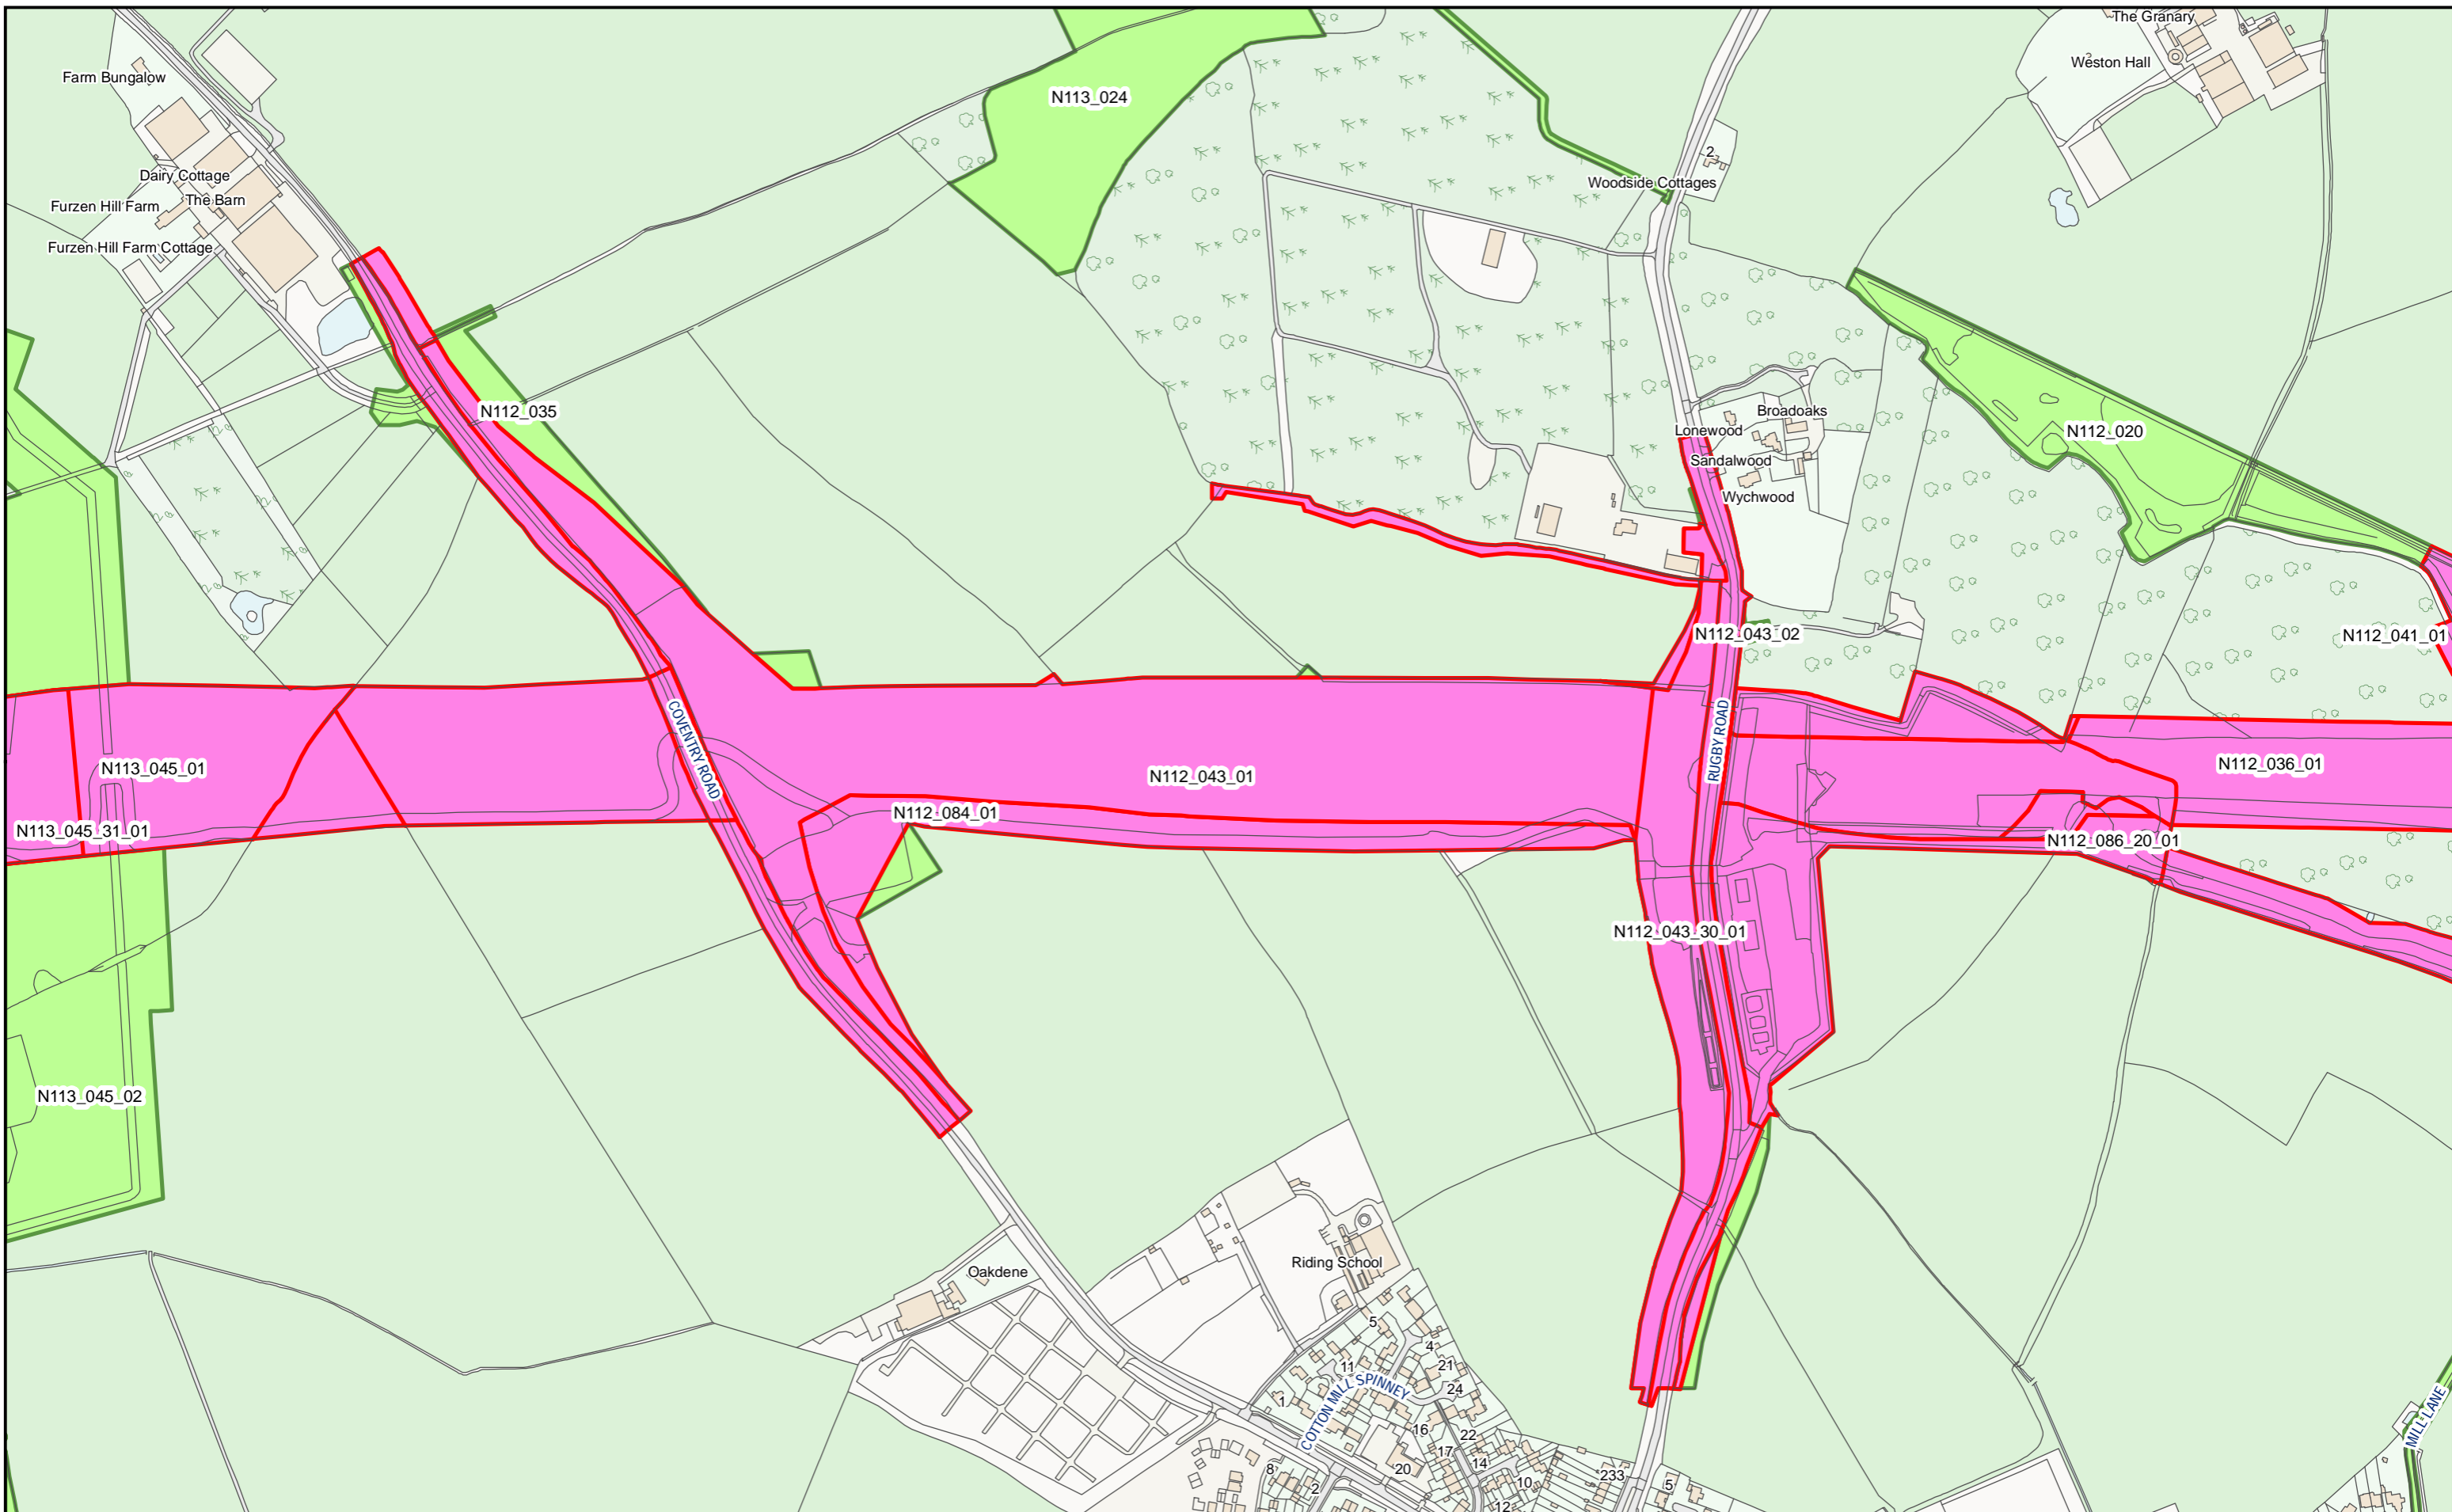 The Granary
Weston Hall
Farm Bungalow
N113_024
2
Dairy Cottage
Woodside Cottages
The Barn
Furzen Hill Farm
Furzen Hill Farm Cottage
N112_035
Broadoaks
Lonewood
N112_020
Sandalwood
Wychwood
N112_043_02
N112_041_01
COVENTRY ROAD
RUGBY ROAD
N113_045_01
N112_043_01
N112_036_01
N112_084_01
N113_045_31_01
N112_086_20_01
N112_043_30_01
N113_045_02
Riding School
Oakdene
5
4
11
21
24
1
COTTON MILL SPINNEY
MILL LANE
16
22
17
14
8
20
10
233
2
5
12